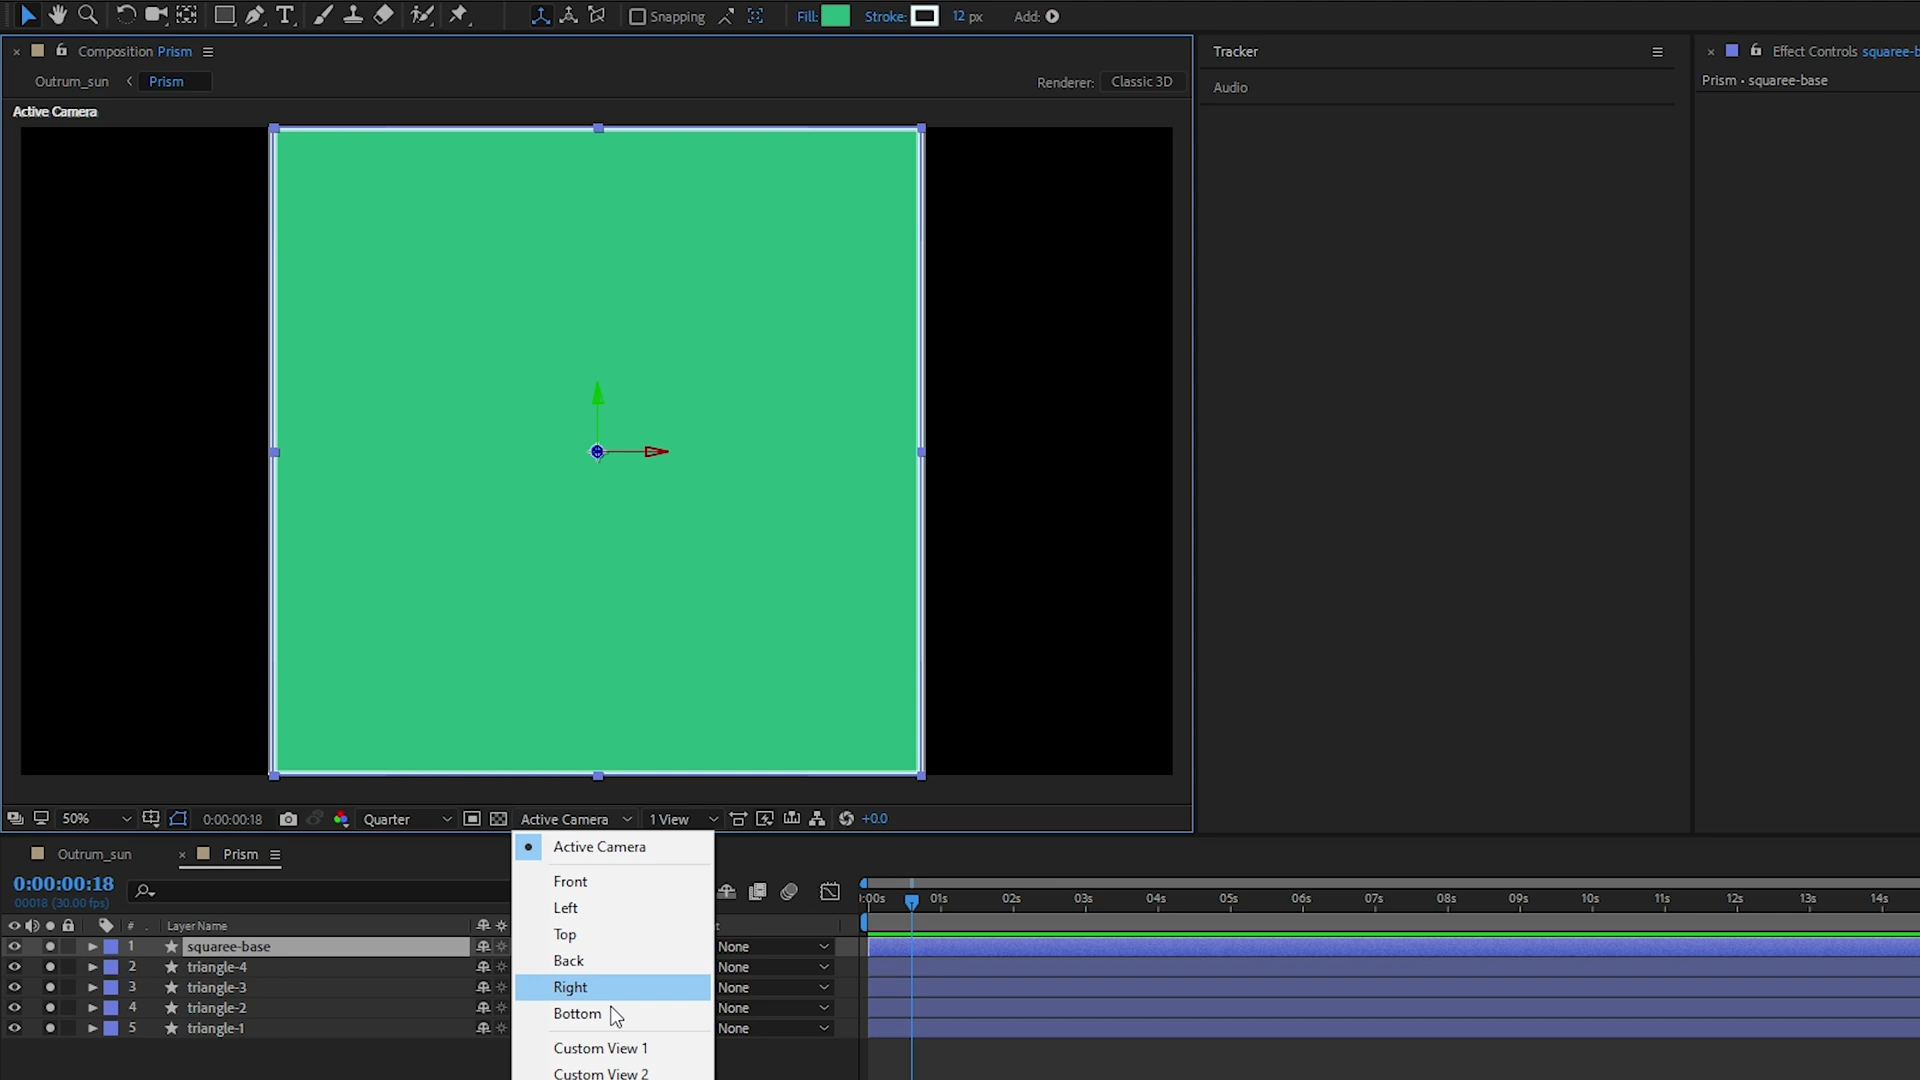 Snapping Fill: Stroke: 12 px Add:
× Composition Prism
Outrum_sun < Prism
Renderer: Classic 3D
Active Camera
Tracker
Audio
× Effect Controls squaree-b
Prism • squaree-base
50% 0:00:00:18 Quarter Active Camera 1 View +0.0
Active Camera
Front
Left
Top
Back
Right
Bottom
Custom View 1
Custom View 2
Outrum_sun × Prism
0:00:00:18
00018 (30.00 fps)
:00s 01s 02s 03s 04s 05s 06s 07s 08s 09s 10s 11s 12s 13s 14s
# . Layer Name t
1 squaree-base None
2 triangle-4 None
3 triangle-3 None
4 triangle-2 None
5 triangle-1 None